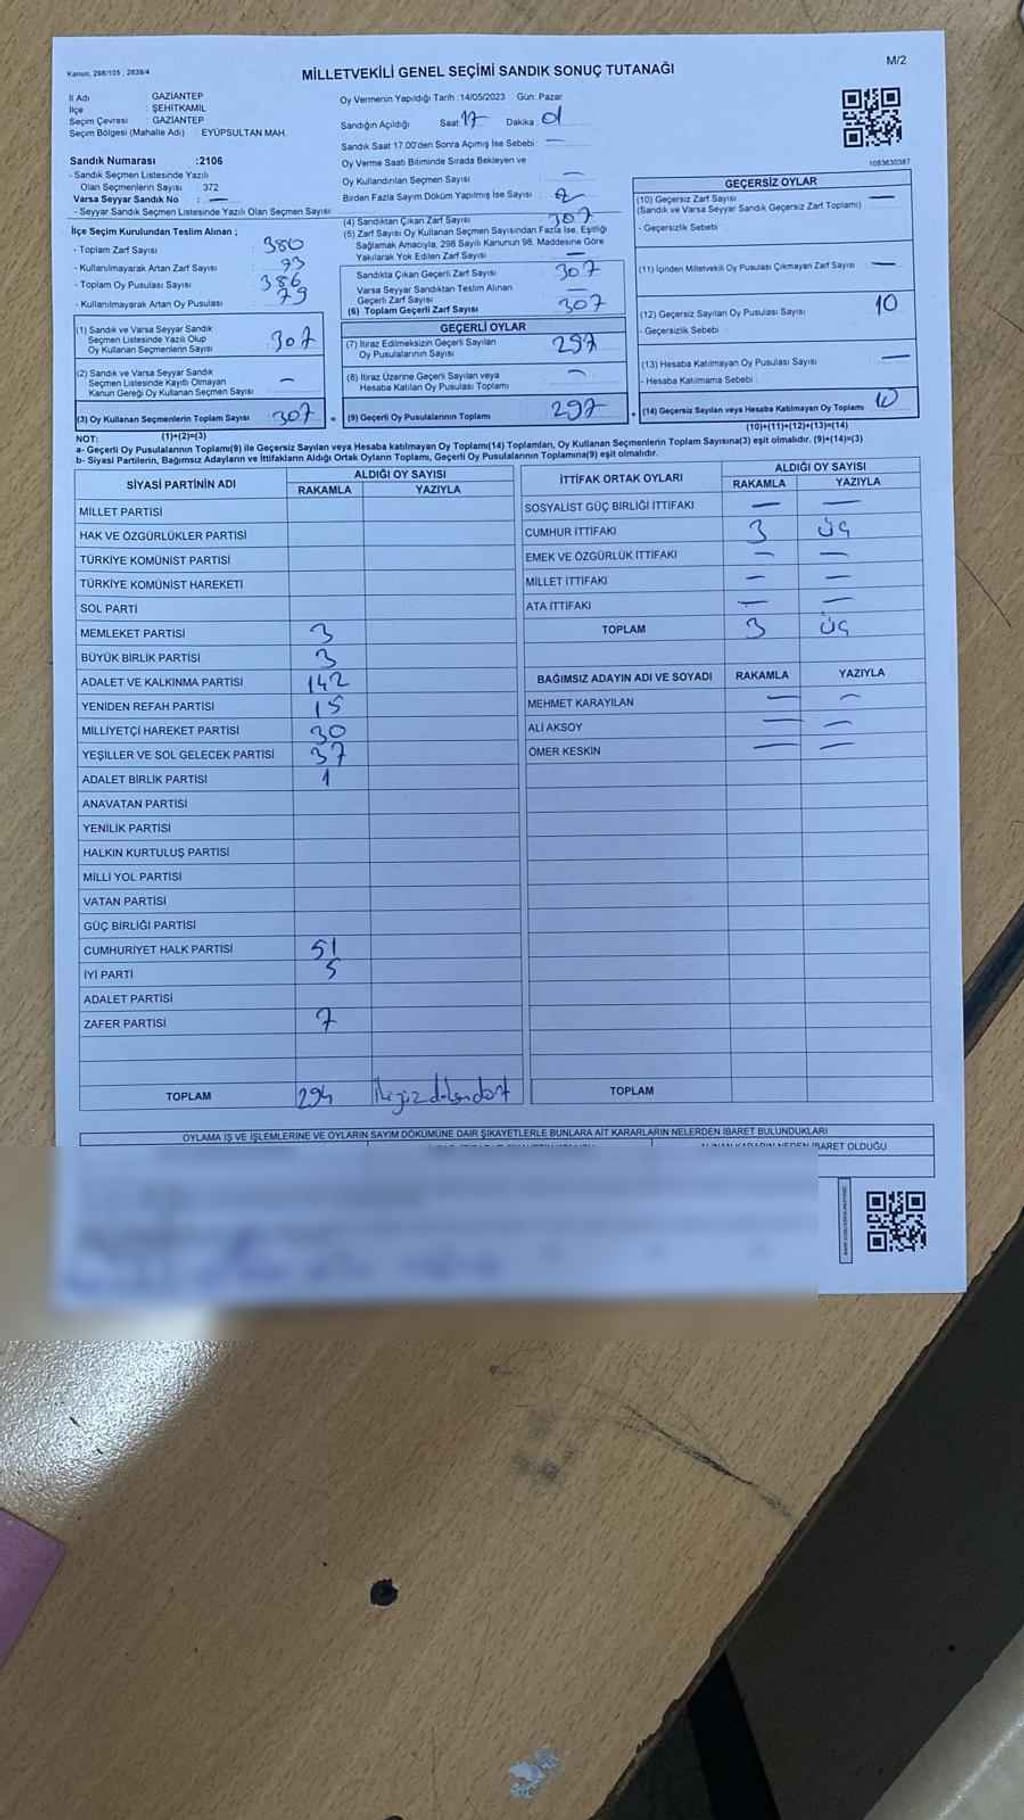 Kanun, 298/105 ; 2839/4
M/2
MİLLETVEKİLİ GENEL SEÇİMİ SANDIK SONUÇ TUTANAĞI
İl Adı : GAZİANTEP
İlçe : ŞEHİTKAMİL
Seçim Çevresi : GAZİANTEP
Seçim Bölgesi (Mahalle Adı) EYÜPSULTAN MAH.
Sandık Numarası :2106
- Sandık Seçmen Listesinde Yazılı
Olan Seçmenlerin Sayısı : 372
Varsa Seyyar Sandık No : —
- Seyyar Sandık Seçmen Listesinde Yazılı Olan Seçmen Sayısı
İlçe Seçim Kurulundan Teslim Alınan ;
- Toplam Zarf Sayısı : 380
- Kullanılmayarak Artan Zarf Sayısı : 73
- Toplam Oy Pusulası Sayısı : 386
- Kullanılmayarak Artan Oy Pusulası : 79
(1) Sandık ve Varsa Seyyar Sandık
Seçmen Listesinde Yazılı Olup
Oy Kullanan Seçmenlerin Sayısı 307
(2) Sandık ve Varsa Seyyar Sandık
Seçmen Listesinde Kayıtlı Olmayan
Kanun Gereği Oy Kullanan Seçmen Sayısı —
(3) Oy Kullanan Seçmenlerin Toplam Sayısı 307
Oy Vermenin Yapıldığı Tarih :14/05/2023 Gün: Pazar
Sandığın Açıldığı Saat 17 Dakika 01
Sandık Saat 17.00'den Sonra Açılmış İse Sebebi : —
Oy Verme Saati Bitiminde Sırada Bekleyen ve
Oy Kullandırılan Seçmen Sayısı —
Birden Fazla Sayım Döküm Yapılmış İse Sayısı
(4) Sandıktan Çıkan Zarf Sayısı 307
(5) Zarf Sayısı Oy Kullanan Seçmen Sayısından Fazla İse, Eşitliği
Sağlamak Amacıyla, 298 Sayılı Kanunun 98. Maddesine Göre
Yakılarak Yok Edilen Zarf Sayısı —
Sandıkta Çıkan Geçerli Zarf Sayısı 307
Varsa Seyyar Sandıktan Teslim Alınan
Geçerli Zarf Sayısı —
(6) Toplam Geçerli Zarf Sayısı 307
GEÇERLİ OYLAR
(7) İtiraz Edilmeksizin Geçerli Sayılan
Oy Pusulalarının Sayısı 297
(8) İtiraz Üzerine Geçerli Sayılan veya
Hesaba Katılan Oy Pusulası Toplamı —
(9) Geçerli Oy Pusulalarının Toplamı 297
1083630387
GEÇERSİZ OYLAR
(10) Geçersiz Zarf Sayısı —
(Sandık ve Varsa Seyyar Sandık Geçersiz Zarf Toplamı)
- Geçersizlik Sebebi
(11) İçinden Milletvekili Oy Pusulası Çıkmayan Zarf Sayısı —
(12) Geçersiz Sayılan Oy Pusulası Sayısı 10
- Geçersizlik Sebebi
(13) Hesaba Katılmayan Oy Pusulası Sayısı —
- Hesaba Katılmama Sebebi :
(14) Geçersiz Sayılan veya Hesaba Katılmayan Oy Toplamı 10
NOT: (1)+(2)=(3) (10)+(11)+(12)+(13)=(14)
a- Geçerli Oy Pusulalarının Toplamı(9) ile Geçersiz Sayılan veya Hesaba katılmayan Oy Toplamı(14) Toplamları, Oy Kullanan Seçmenlerin Toplam Sayısına(3) eşit olmalıdır. (9)+(14)=(3)
b- Siyasi Partilerin, Bağımsız Adayların ve İttifakların Aldığı Ortak Oyların Toplamı, Geçerli Oy Pusulalarının Toplamına(9) eşit olmalıdır.
SİYASİ PARTİNİN ADI ALDIĞI OY SAYISI
RAKAMLA YAZIYLA
MİLLET PARTİSİ
HAK VE ÖZGÜRLÜKLER PARTİSİ
TÜRKİYE KOMÜNİST PARTİSİ
TÜRKİYE KOMÜNİST HAREKETİ
SOL PARTİ
MEMLEKET PARTİSİ 3
BÜYÜK BİRLİK PARTİSİ 3
ADALET VE KALKINMA PARTİSİ 142
YENİDEN REFAH PARTİSİ 15
MİLLİYETÇİ HAREKET PARTİSİ 30
YEŞİLLER VE SOL GELECEK PARTİSİ 37
ADALET BİRLİK PARTİSİ 1
ANAVATAN PARTİSİ
YENİLİK PARTİSİ
HALKIN KURTULUŞ PARTİSİ
MİLLİ YOL PARTİSİ
VATAN PARTİSİ
GÜÇ BİRLİĞİ PARTİSİ
CUMHURİYET HALK PARTİSİ 51
İYİ PARTİ 5
ADALET PARTİSİ
ZAFER PARTİSİ 7
TOPLAM 294 ikiyüzdoksandört
İTTİFAK ORTAK OYLARI ALDIĞI OY SAYISI
RAKAMLA YAZIYLA
SOSYALİST GÜÇ BİRLİĞİ İTTİFAKI — —
CUMHUR İTTİFAKI 3 üç
EMEK VE ÖZGÜRLÜK İTTİFAKI — —
MİLLET İTTİFAKI — —
ATA İTTİFAKI — —
TOPLAM 3 üç
BAĞIMSIZ ADAYIN ADI VE SOYADI RAKAMLA YAZIYLA
MEHMET KARAYILAN — —
ALİ AKSOY — —
ÖMER KESKİN — —
TOPLAM
OYLAMA İŞ VE İŞLEMLERİNE VE OYLARIN SAYIM DÖKÜMÜNE DAİR ŞİKAYETLERLE BUNLARA AİT KARARLARIN NELERDEN İBARET BULUNDUKLARI
ALINAN KARARIN NEDEN İBARET OLDUĞU